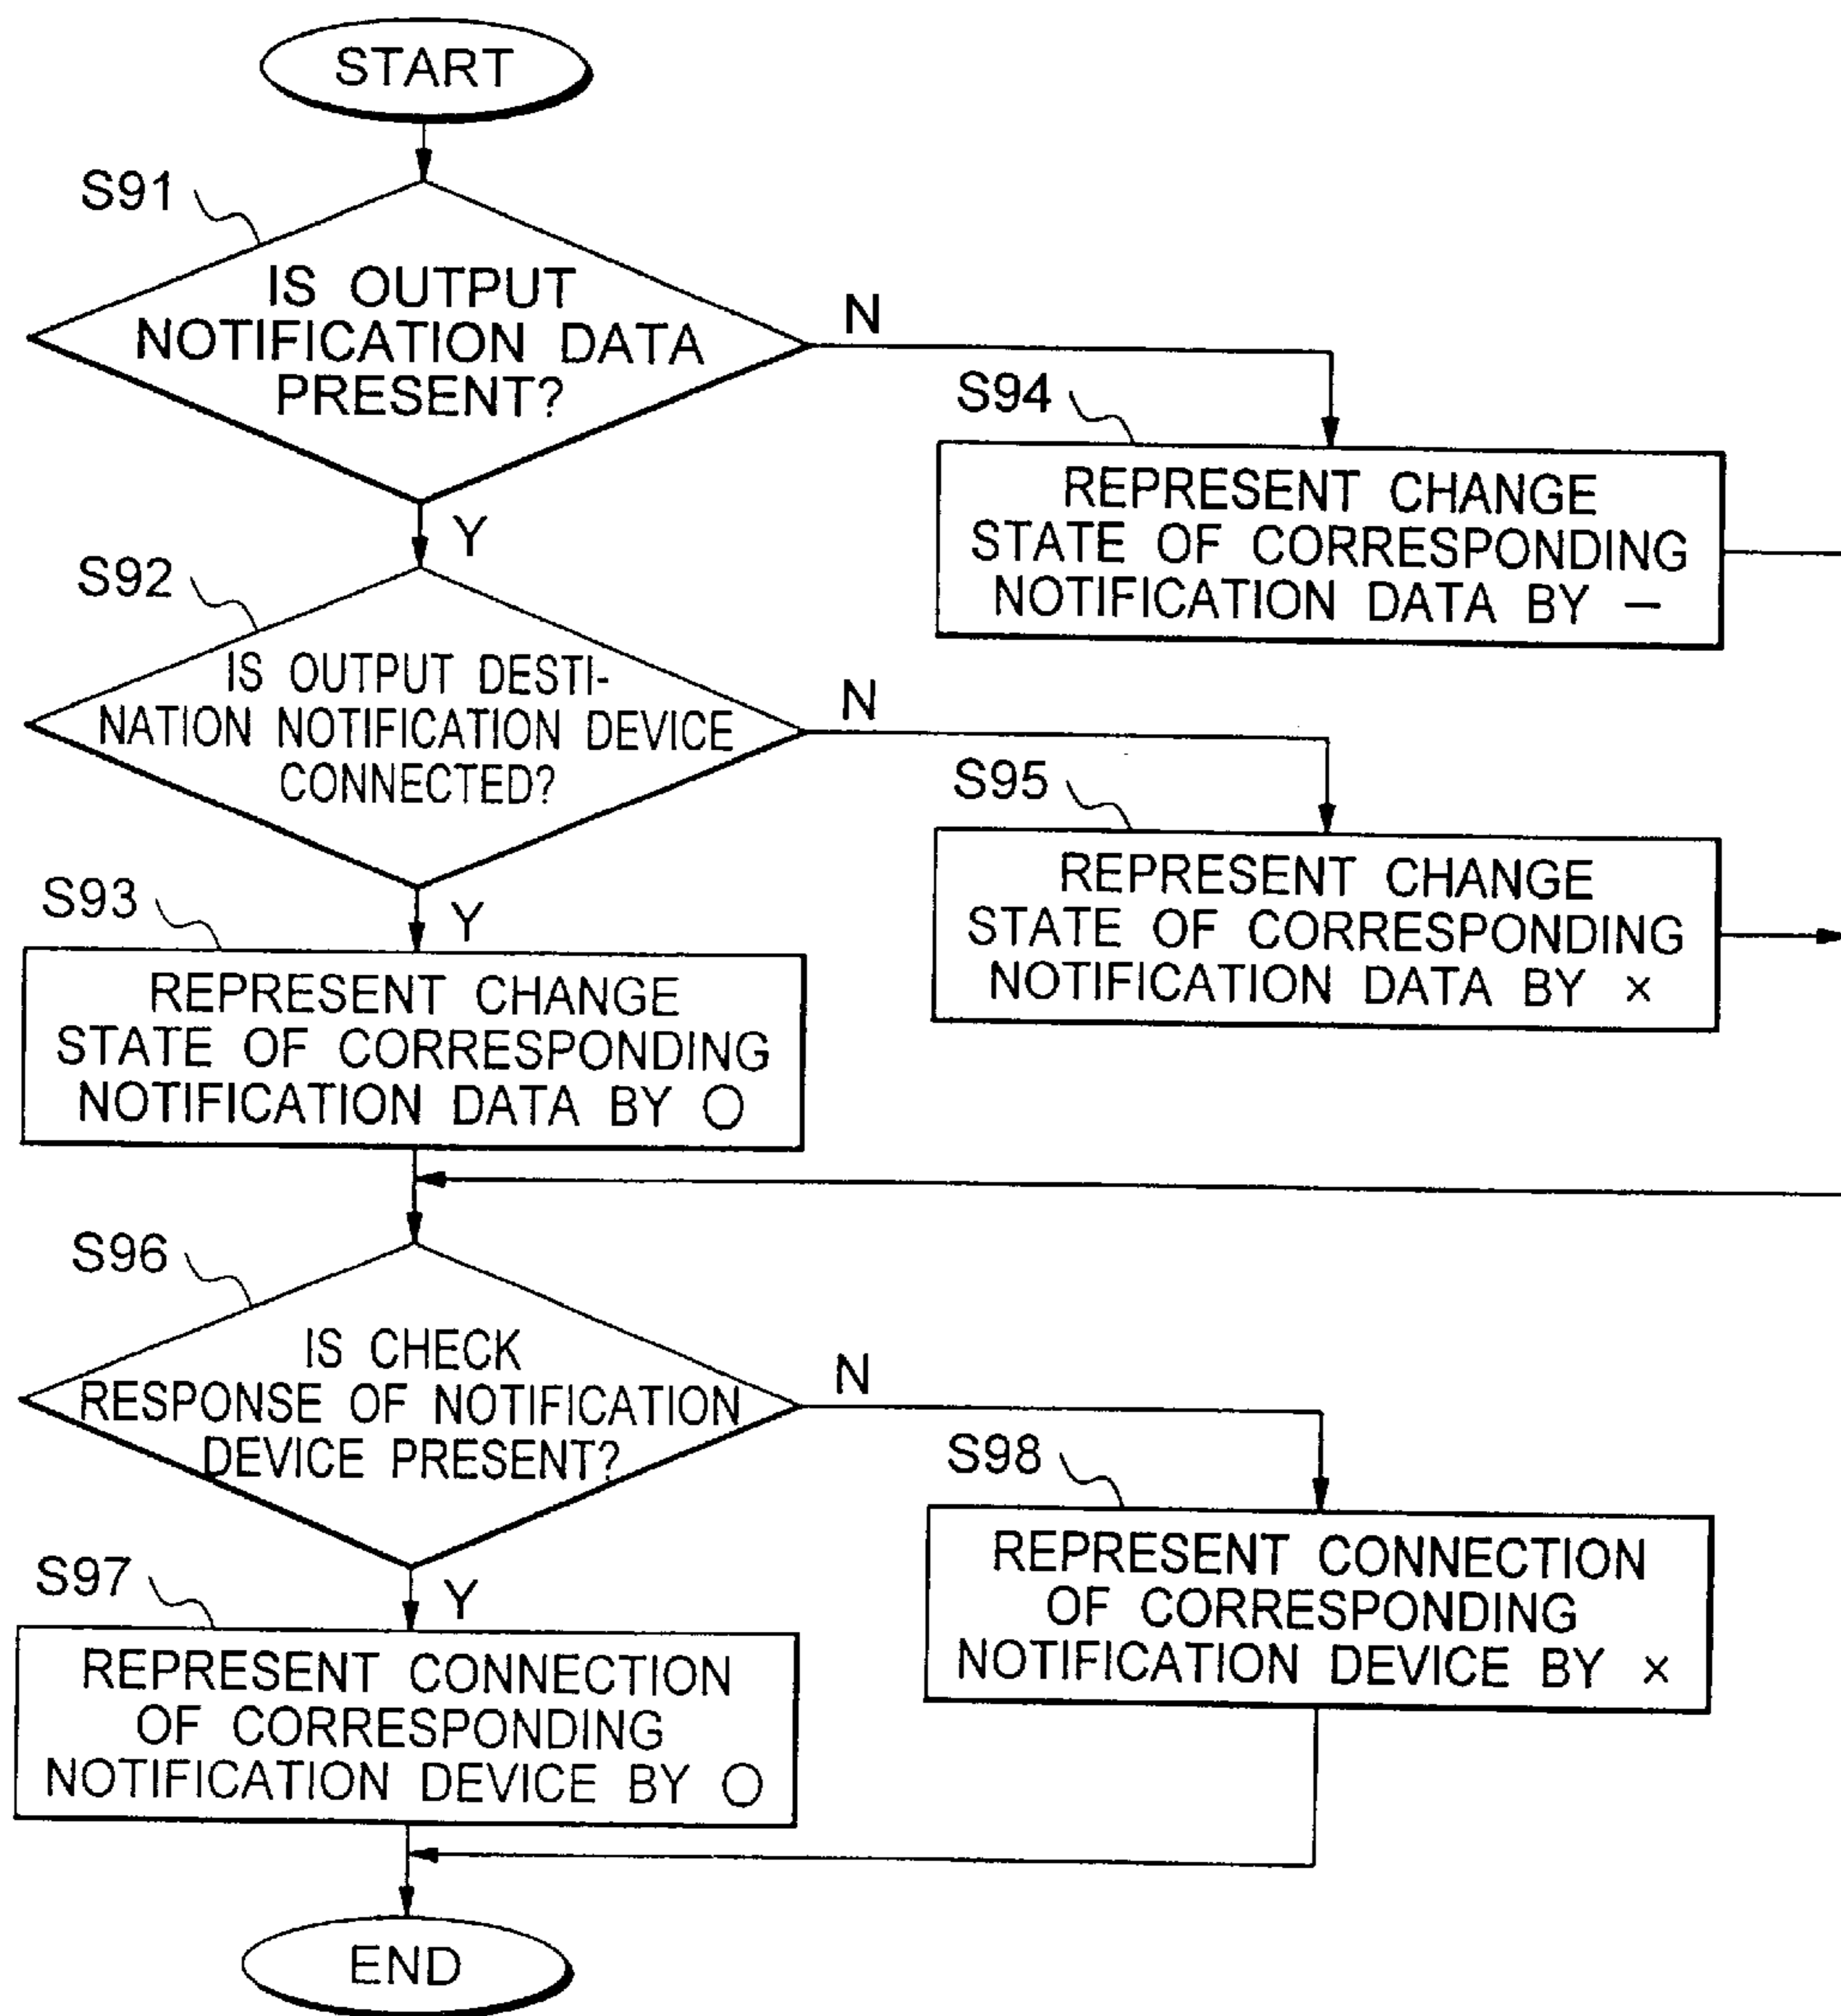 START
S91
IS OUTPUT
NOTIFICATION DATA
PRESENT?
N
Y
S94
REPRESENT CHANGE
STATE OF CORRESPONDING
NOTIFICATION DATA BY —
S92
IS OUTPUT DESTI-
NATION NOTIFICATION DEVICE
CONNECTED?
N
Y
S95
REPRESENT CHANGE
STATE OF CORRESPONDING
NOTIFICATION DATA BY ×
S93
REPRESENT CHANGE
STATE OF CORRESPONDING
NOTIFICATION DATA BY ○
S96
IS CHECK
RESPONSE OF NOTIFICATION
DEVICE PRESENT?
N
Y
S98
REPRESENT CONNECTION
OF CORRESPONDING
NOTIFICATION DEVICE BY ×
S97
REPRESENT CONNECTION
OF CORRESPONDING
NOTIFICATION DEVICE BY ○
END